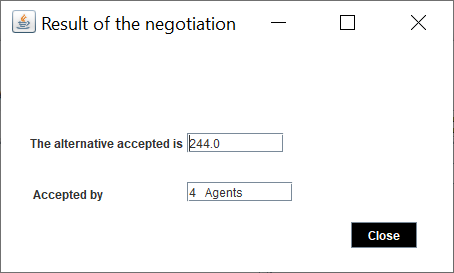 Result of the negotiation
The alternative accepted is 244.0
Accepted by 4 Agents
Close